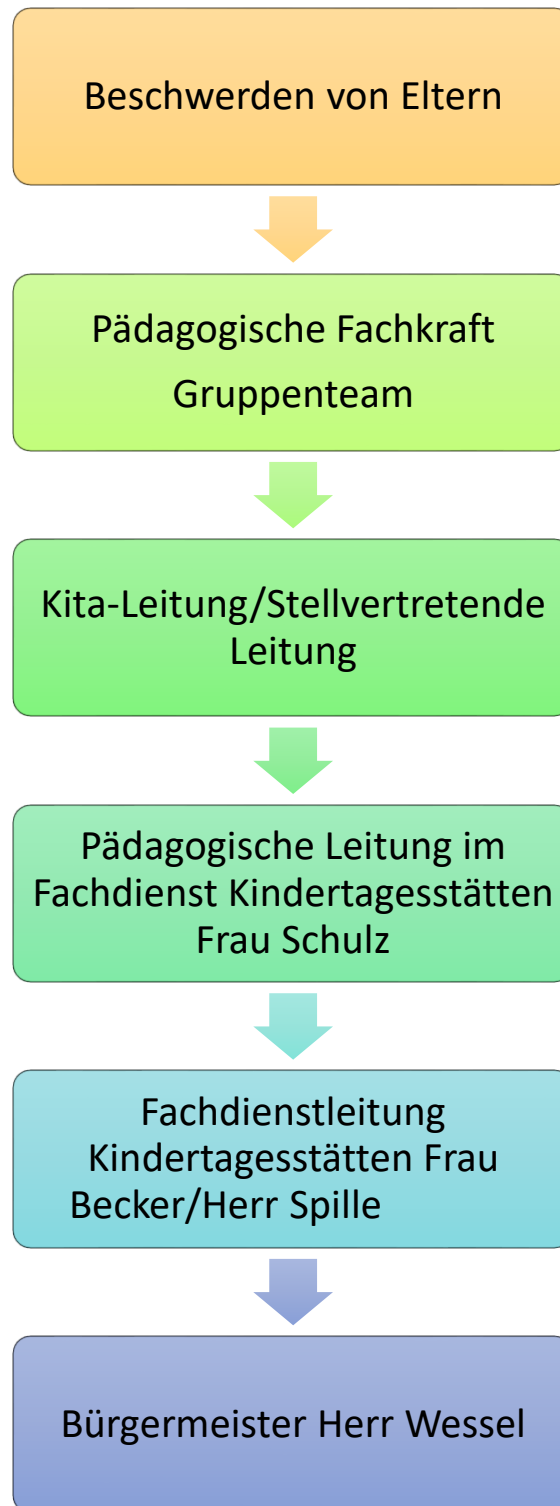 Beschwerden von Eltern
Pädagogische Fachkraft
Gruppenteam
Kita-Leitung/Stellvertretende
Leitung
Pädagogische Leitung im
Fachdienst Kindertagesstätten
Frau Schulz
Fachdienstleitung
Kindertagesstätten Frau
Becker/Herr Spille
Bürgermeister Herr Wessel